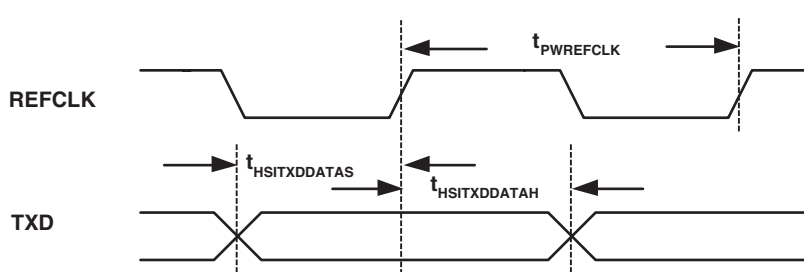 tPWREFCLK
REFCLK
tHSITXDDATAS
tHSITXDDATAH
TXD